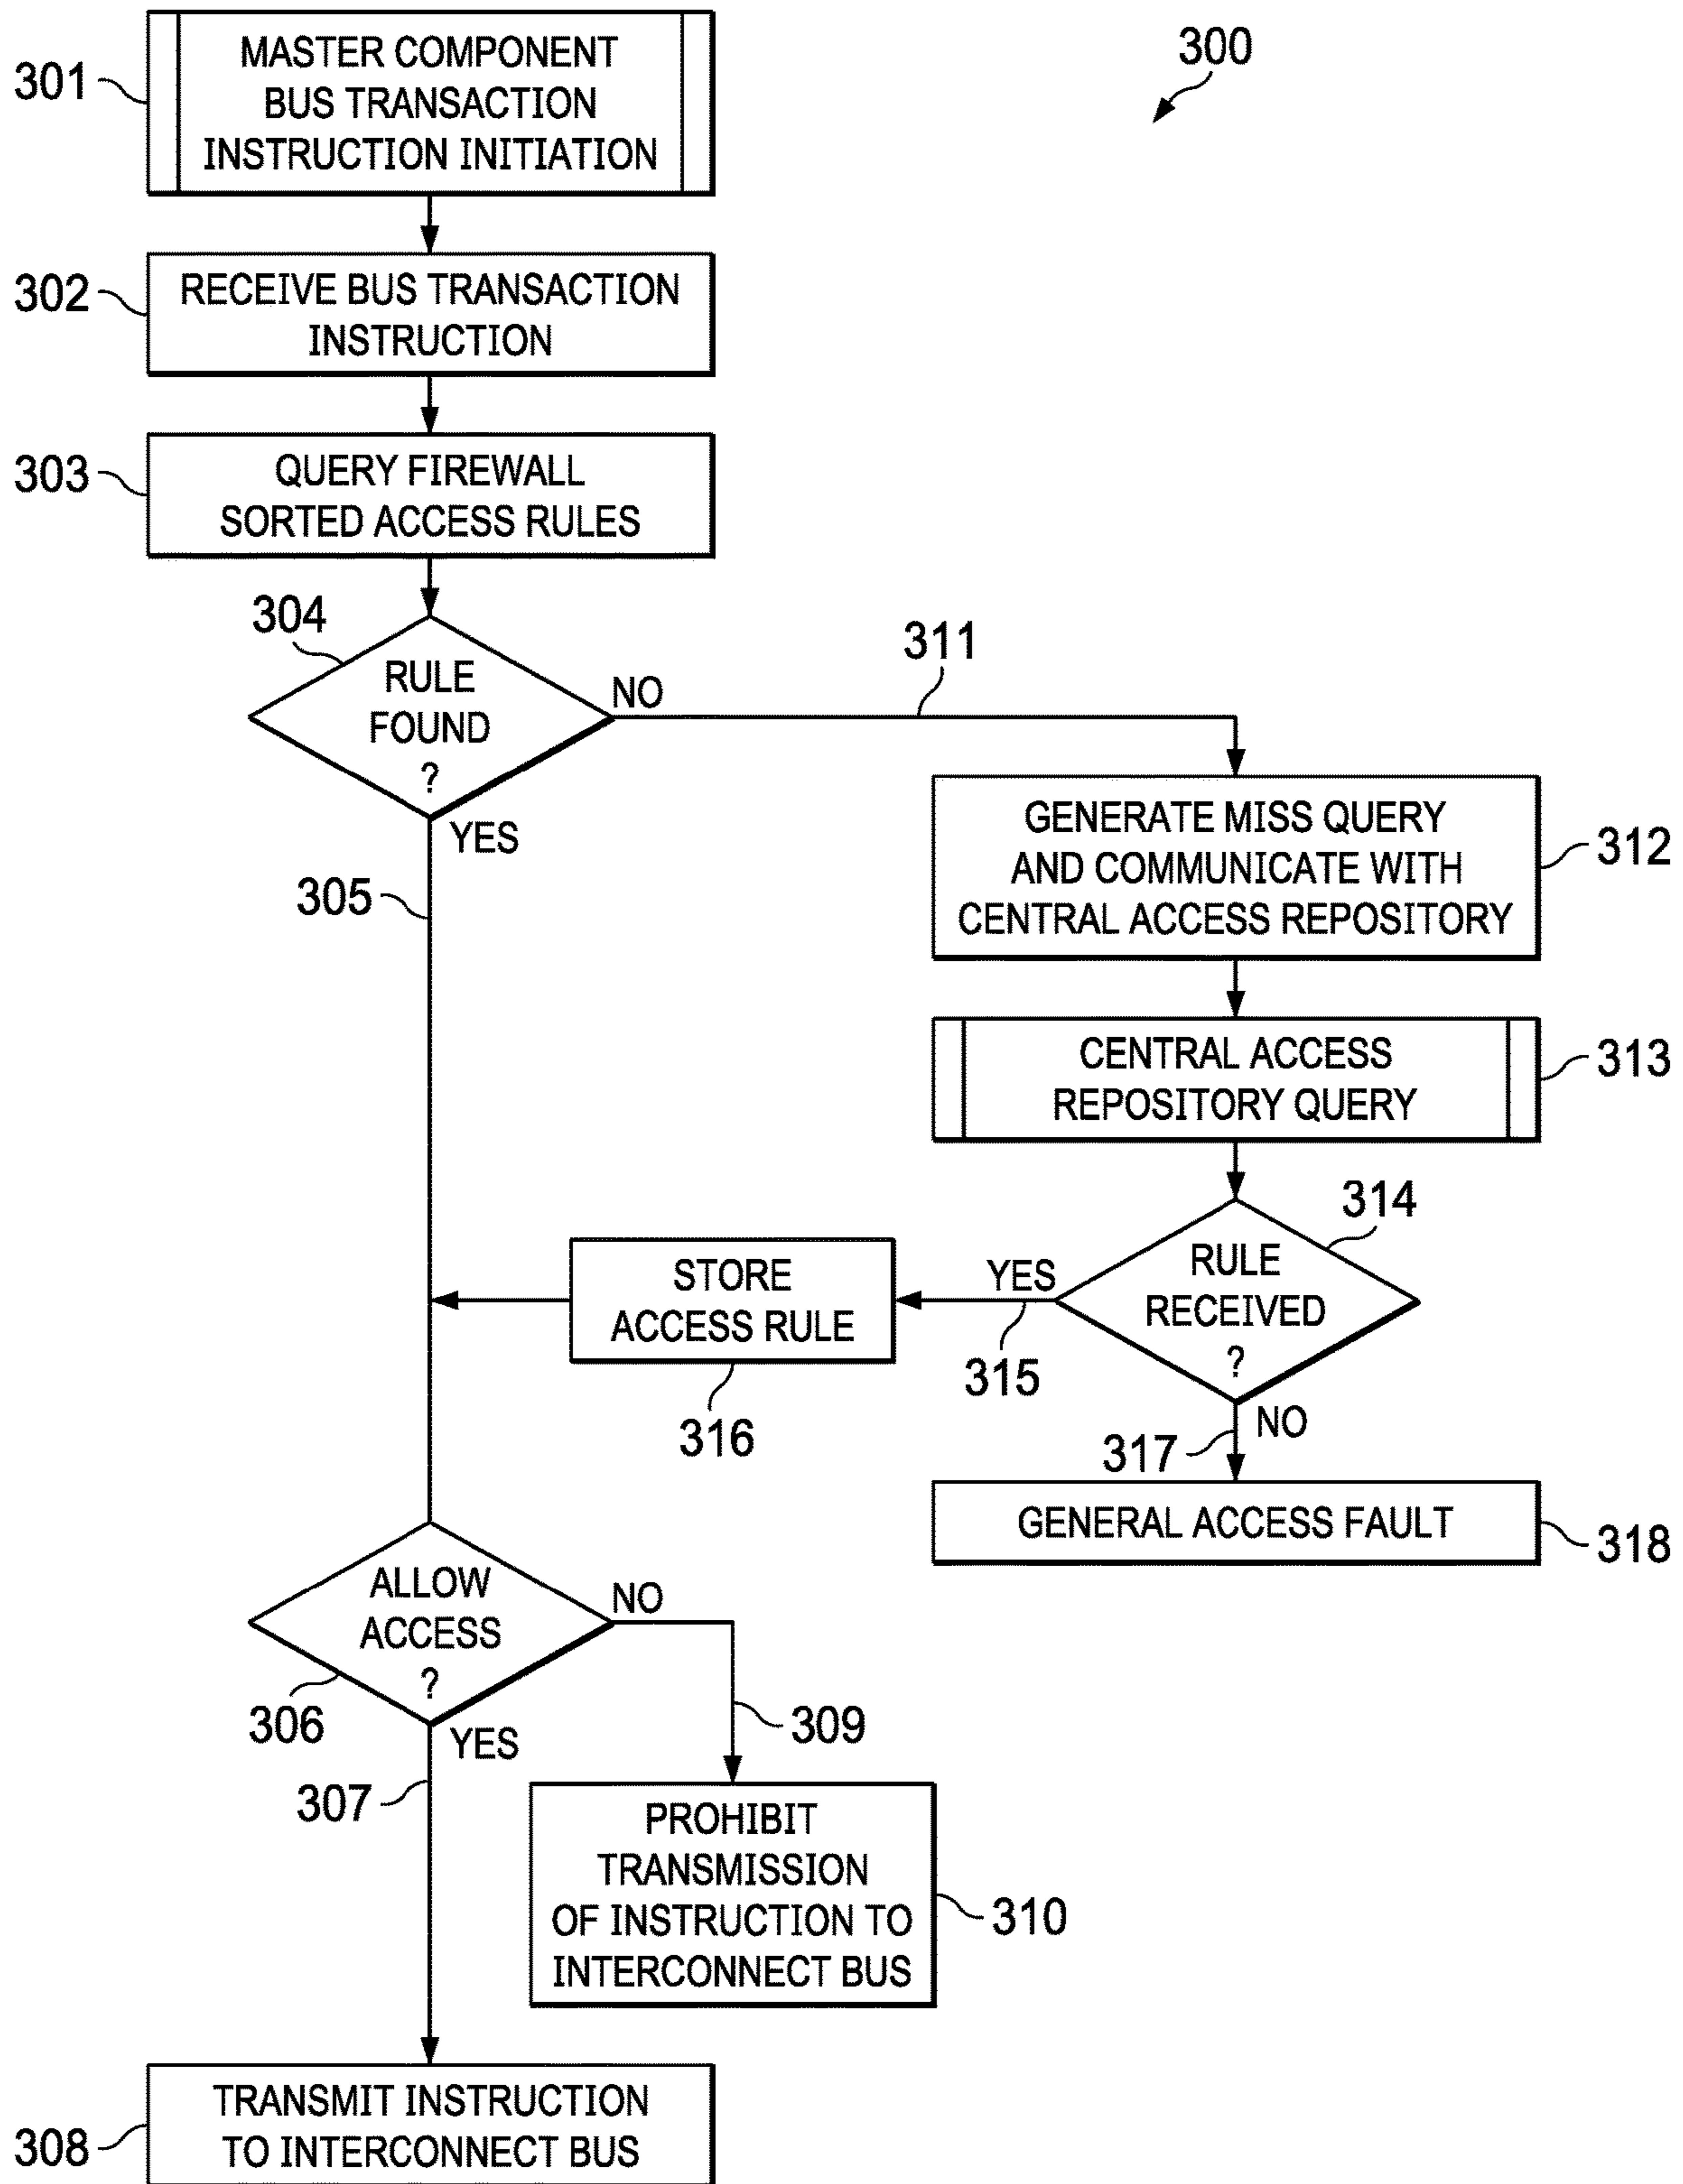 300
301
MASTER COMPONENT
BUS TRANSACTION
INSTRUCTION INITIATION
302
RECEIVE BUS TRANSACTION
INSTRUCTION
303
QUERY FIREWALL
SORTED ACCESS RULES
304
RULE
FOUND
?
NO
311
YES
305
GENERATE MISS QUERY
AND COMMUNICATE WITH
CENTRAL ACCESS REPOSITORY
312
CENTRAL ACCESS
REPOSITORY QUERY
313
314
RULE
RECEIVED
?
YES
315
STORE
ACCESS RULE
316
NO
317
GENERAL ACCESS FAULT
318
ALLOW
ACCESS
?
306
NO
309
YES
307
PROHIBIT
TRANSMISSION
OF INSTRUCTION TO
INTERCONNECT BUS
310
TRANSMIT INSTRUCTION
TO INTERCONNECT BUS
308